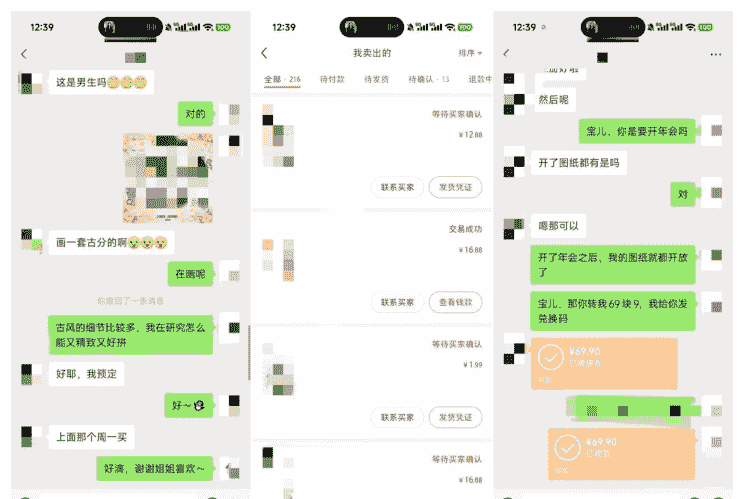 12:39
这是男生吗
对的
画一套古分的啊
在画呢
你撤回了一条消息
古风的细节比较多、我在研究怎么
能又精致又好拼
好耶，我预定
好~
上面那个周一买
好滴，谢谢姐姐喜欢~
12:39
100
我卖出的
排序
全部 · 216
待付款
待发货
待确认 · 13
退款中
等待买家确认
¥12.88
联系买家
发货凭证
交易成功
¥16.88
联系买家
查看钱款
等待买家确认
¥1.99
联系买家
发货凭证
等待买家确认
¥16.88
12:39
100
然后呢
宝儿、你是要开年会吗
开了图纸都有是吗
对
嗯那可以
开了年会之后、我的图纸就都开放
了
宝儿、那你转我69块9，我给你发
兑换码
¥69.90
¥69.90
已收款